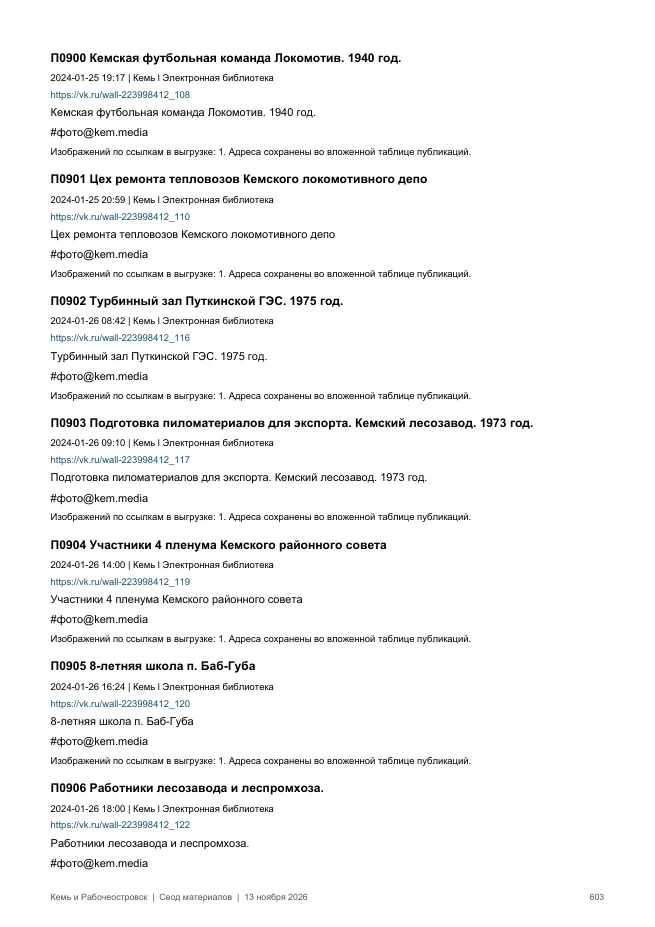 П0900 Кемская футбольная команда Локомотив. 1940 год.
2024-01-25 19:17 | Кемь I Электронная библиотека
https://vk.ru/wall-223998412_108
Кемская футбольная команда Локомотив. 1940 год.
#фото@kem.media
Изображений по ссылкам в выгрузке: 1. Адреса сохранены во вложенной таблице публикаций.
П0901 Цех ремонта тепловозов Кемского локомотивного депо
2024-01-25 20:59 | Кемь I Электронная библиотека
https://vk.ru/wall-223998412_110
Цех ремонта тепловозов Кемского локомотивного депо
#фото@kem.media
Изображений по ссылкам в выгрузке: 1. Адреса сохранены во вложенной таблице публикаций.
П0902 Турбинный зал Путкинской ГЭС. 1975 год.
2024-01-26 08:42 | Кемь I Электронная библиотека
https://vk.ru/wall-223998412_116
Турбинный зал Путкинской ГЭС. 1975 год.
#фото@kem.media
Изображений по ссылкам в выгрузке: 1. Адреса сохранены во вложенной таблице публикаций.
П0903 Подготовка пиломатериалов для экспорта. Кемский лесозавод. 1973 год.
2024-01-26 09:10 | Кемь I Электронная библиотека
https://vk.ru/wall-223998412_117
Подготовка пиломатериалов для экспорта. Кемский лесозавод. 1973 год.
#фото@kem.media
Изображений по ссылкам в выгрузке: 1. Адреса сохранены во вложенной таблице публикаций.
П0904 Участники 4 пленума Кемского районного совета
2024-01-26 14:00 | Кемь I Электронная библиотека
https://vk.ru/wall-223998412_119
Участники 4 пленума Кемского районного совета
#фото@kem.media
Изображений по ссылкам в выгрузке: 1. Адреса сохранены во вложенной таблице публикаций.
П0905 8-летняя школа п. Баб-Губа
2024-01-26 16:24 | Кемь I Электронная библиотека
https://vk.ru/wall-223998412_120
8-летняя школа п. Баб-Губа
#фото@kem.media
Изображений по ссылкам в выгрузке: 1. Адреса сохранены во вложенной таблице публикаций.
П0906 Работники лесозавода и леспромхоза.
2024-01-26 18:00 | Кемь I Электронная библиотека
https://vk.ru/wall-223998412_122
Работники лесозавода и леспромхоза.
#фото@kem.media
Кемь и Рабочеостровск | Свод материалов | 13 ноября 2026 603